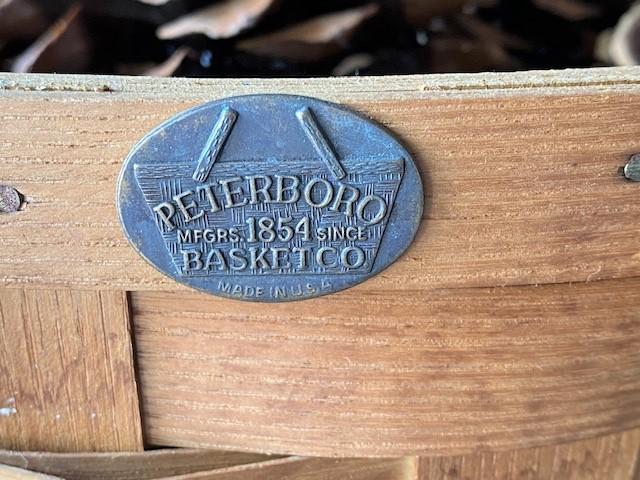 PETERBORO
MFGRS. 1854 SINCE
BASKET CO
MADE IN U.S.A